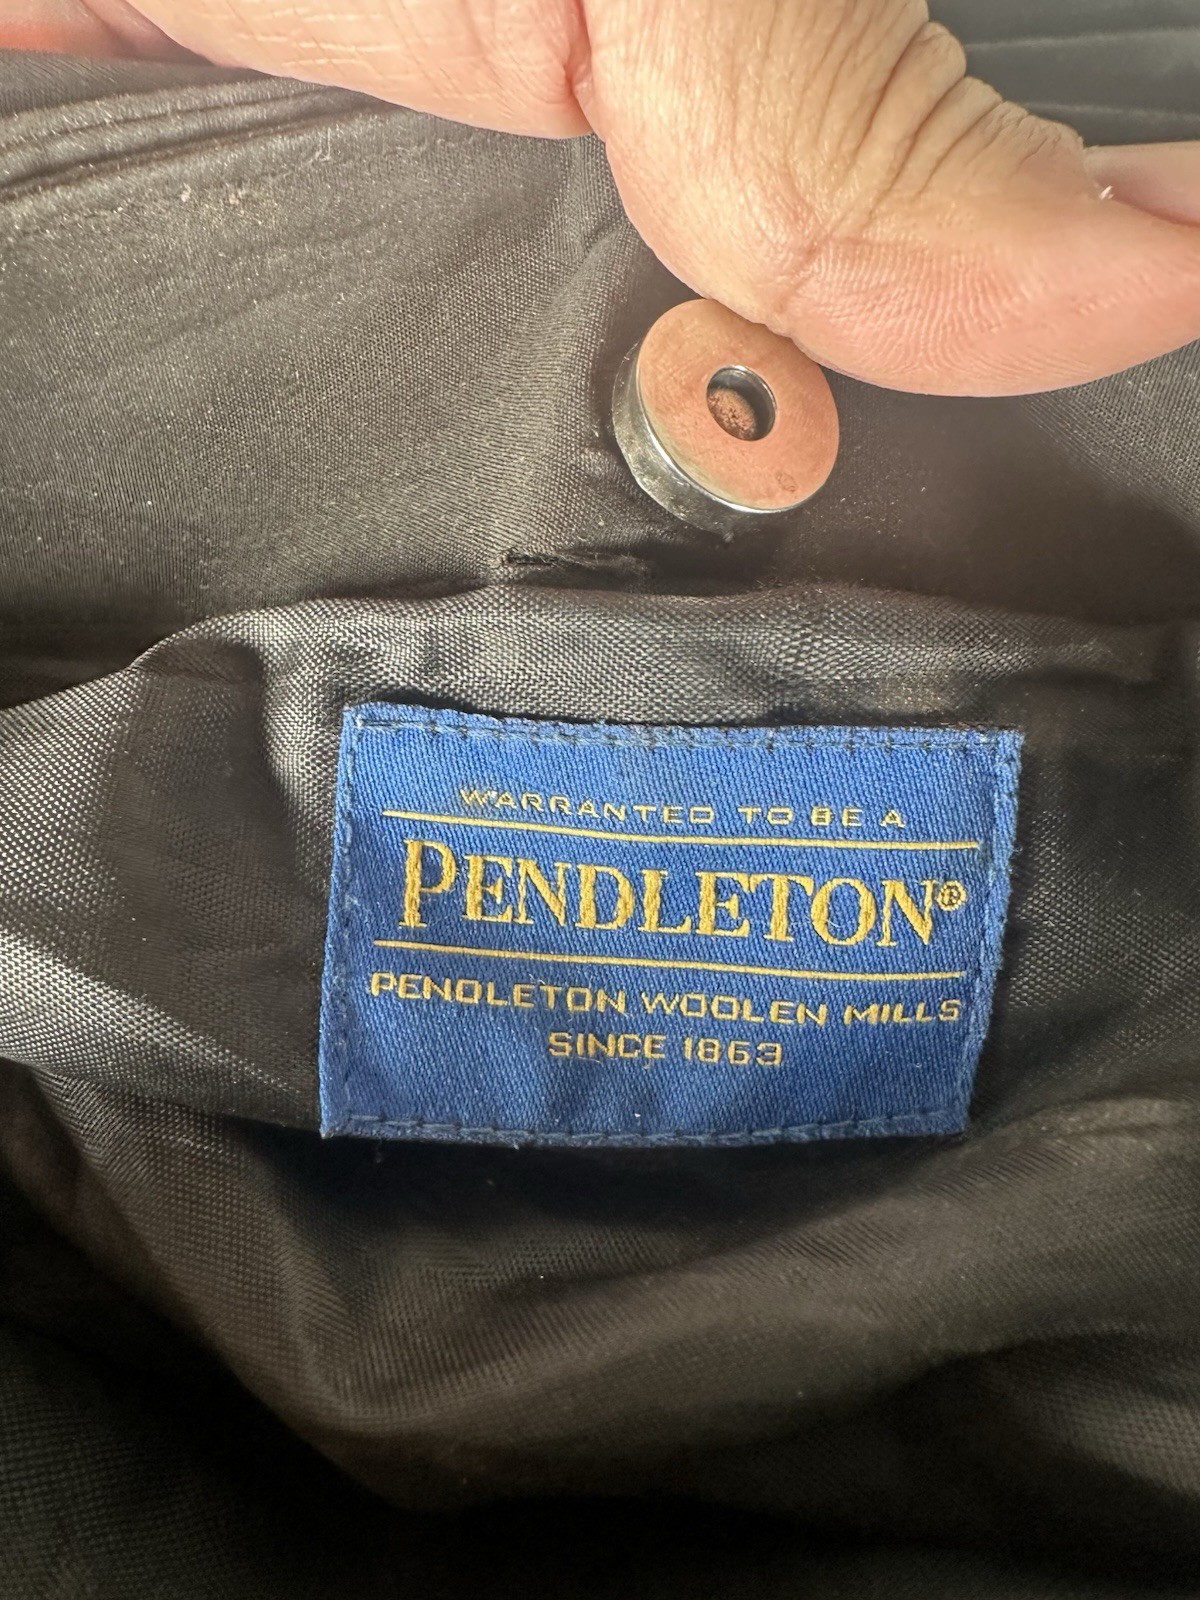 WARRANTED TO BE A
PENDLETON®
PENDLETON WOOLEN MILLS
SINCE 1863